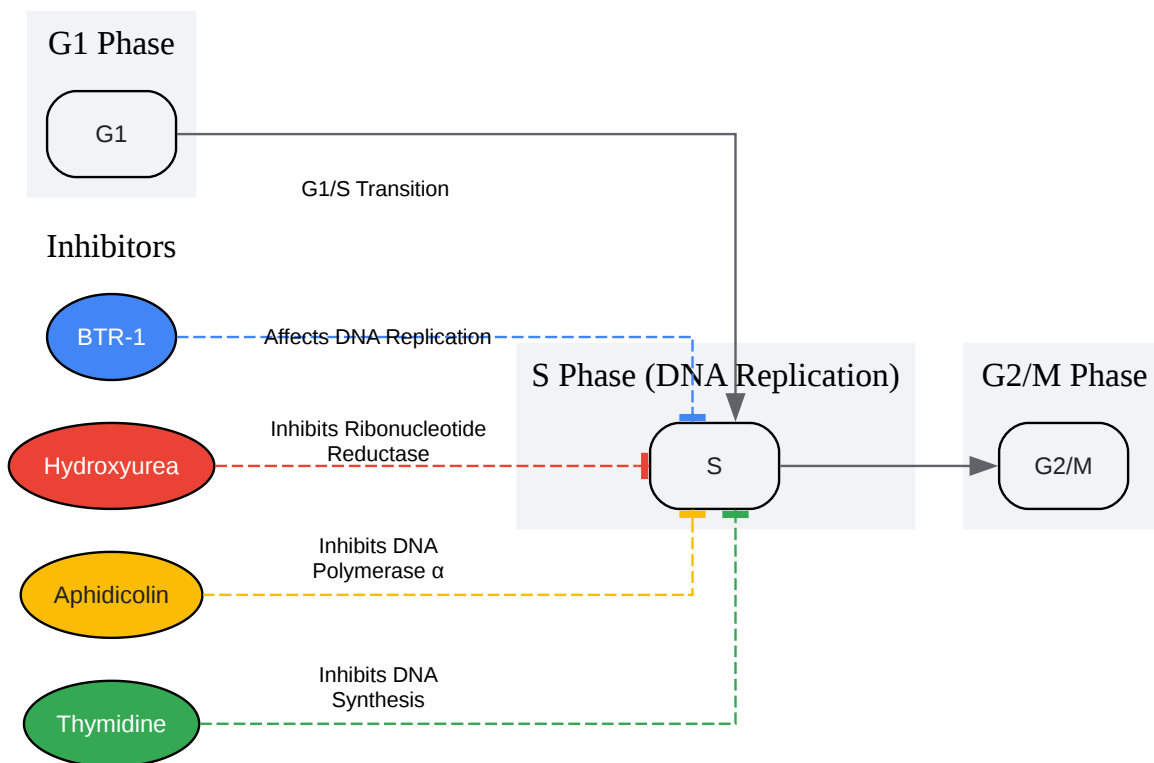 G1 Phase
G1
G1/S Transition
Inhibitors
BTR-1
Affects DNA Replication
S Phase (DNA Replication)
G2/M Phase
Hydroxyurea
Inhibits Ribonucleotide
Reductase
S
G2/M
Aphidicolin
Inhibits DNA
Polymerase α
Thymidine
Inhibits DNA
Synthesis